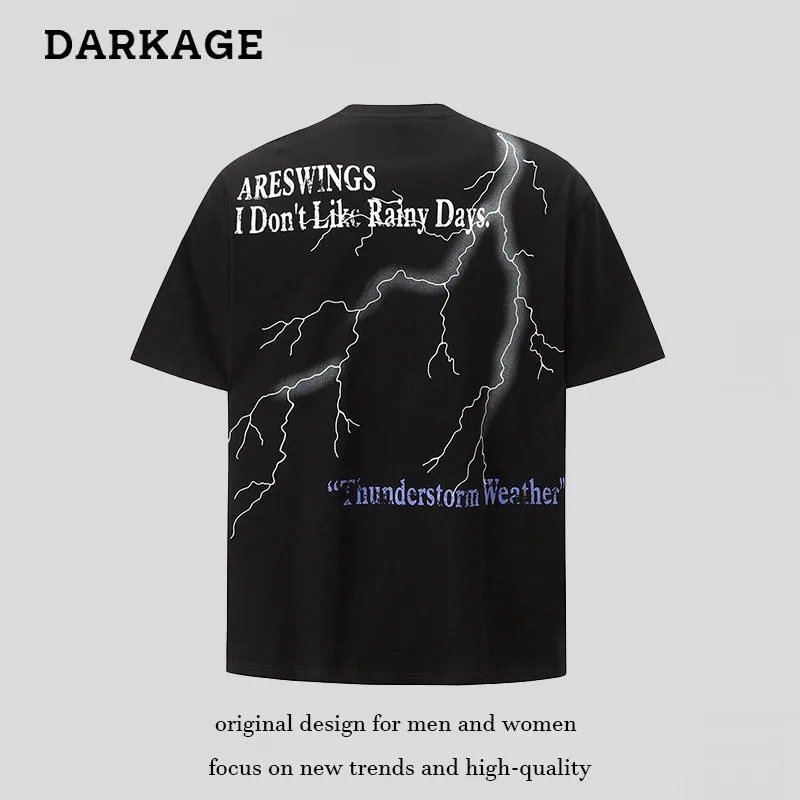 DARKAGE
ARESWINGS
I Don't Like Rainy Days.
“Thunderstorm Weather”
original design for men and women
focus on new trends and high-quality